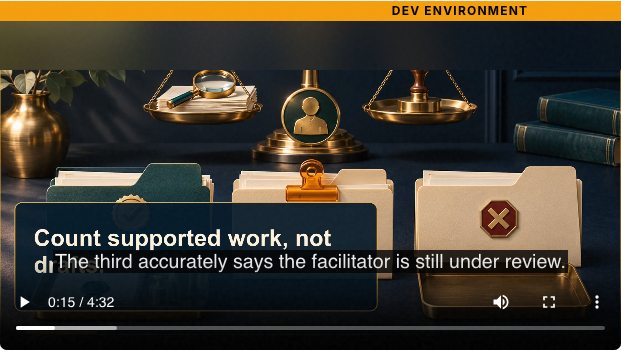 DEV ENVIRONMENT
Count supported work, not
The third accurately says the facilitator is still under review.
0:15 / 4:32